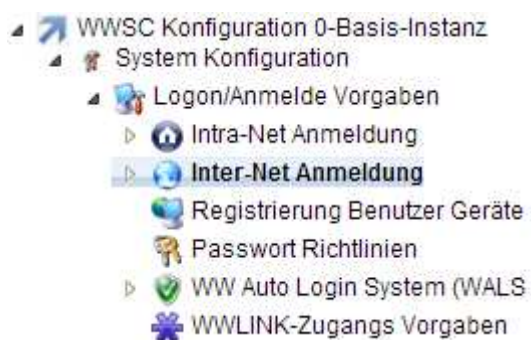 WWSC Konfiguration 0-Basis-Instanz
System Konfiguration
Logon/Anmelde Vorgaben
Intra-Net Anmeldung
Inter-Net Anmeldung
Registrierung Benutzer Geräte
Passwort Richtlinien
WW Auto Login System (WALS
WWLINK-Zugangs Vorgaben